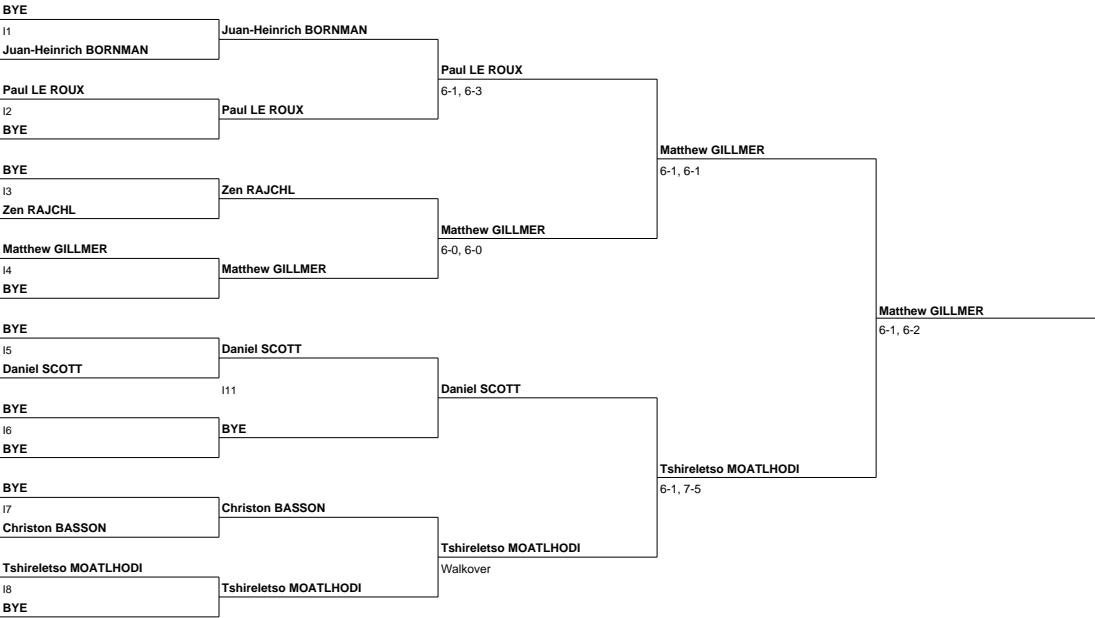 BYE
I1
Juan-Heinrich BORNMAN
Paul LE ROUX
I2
BYE
BYE
I3
Zen RAJCHL
Matthew GILLMER
I4
BYE
BYE
I5
Daniel SCOTT
BYE
I6
BYE
BYE
I7
Christon BASSON
Tshireletso MOATLHODI
I8
BYE
Juan-Heinrich BORNMAN
Paul LE ROUX
Zen RAJCHL
Matthew GILLMER
Daniel SCOTT
I11
BYE
Christon BASSON
Tshireletso MOATLHODI
Paul LE ROUX
6-1, 6-3
Matthew GILLMER
6-0, 6-0
Daniel SCOTT
Tshireletso MOATLHODI
Walkover
Matthew GILLMER
6-1, 6-1
Tshireletso MOATLHODI
6-1, 7-5
Matthew GILLMER
6-1, 6-2